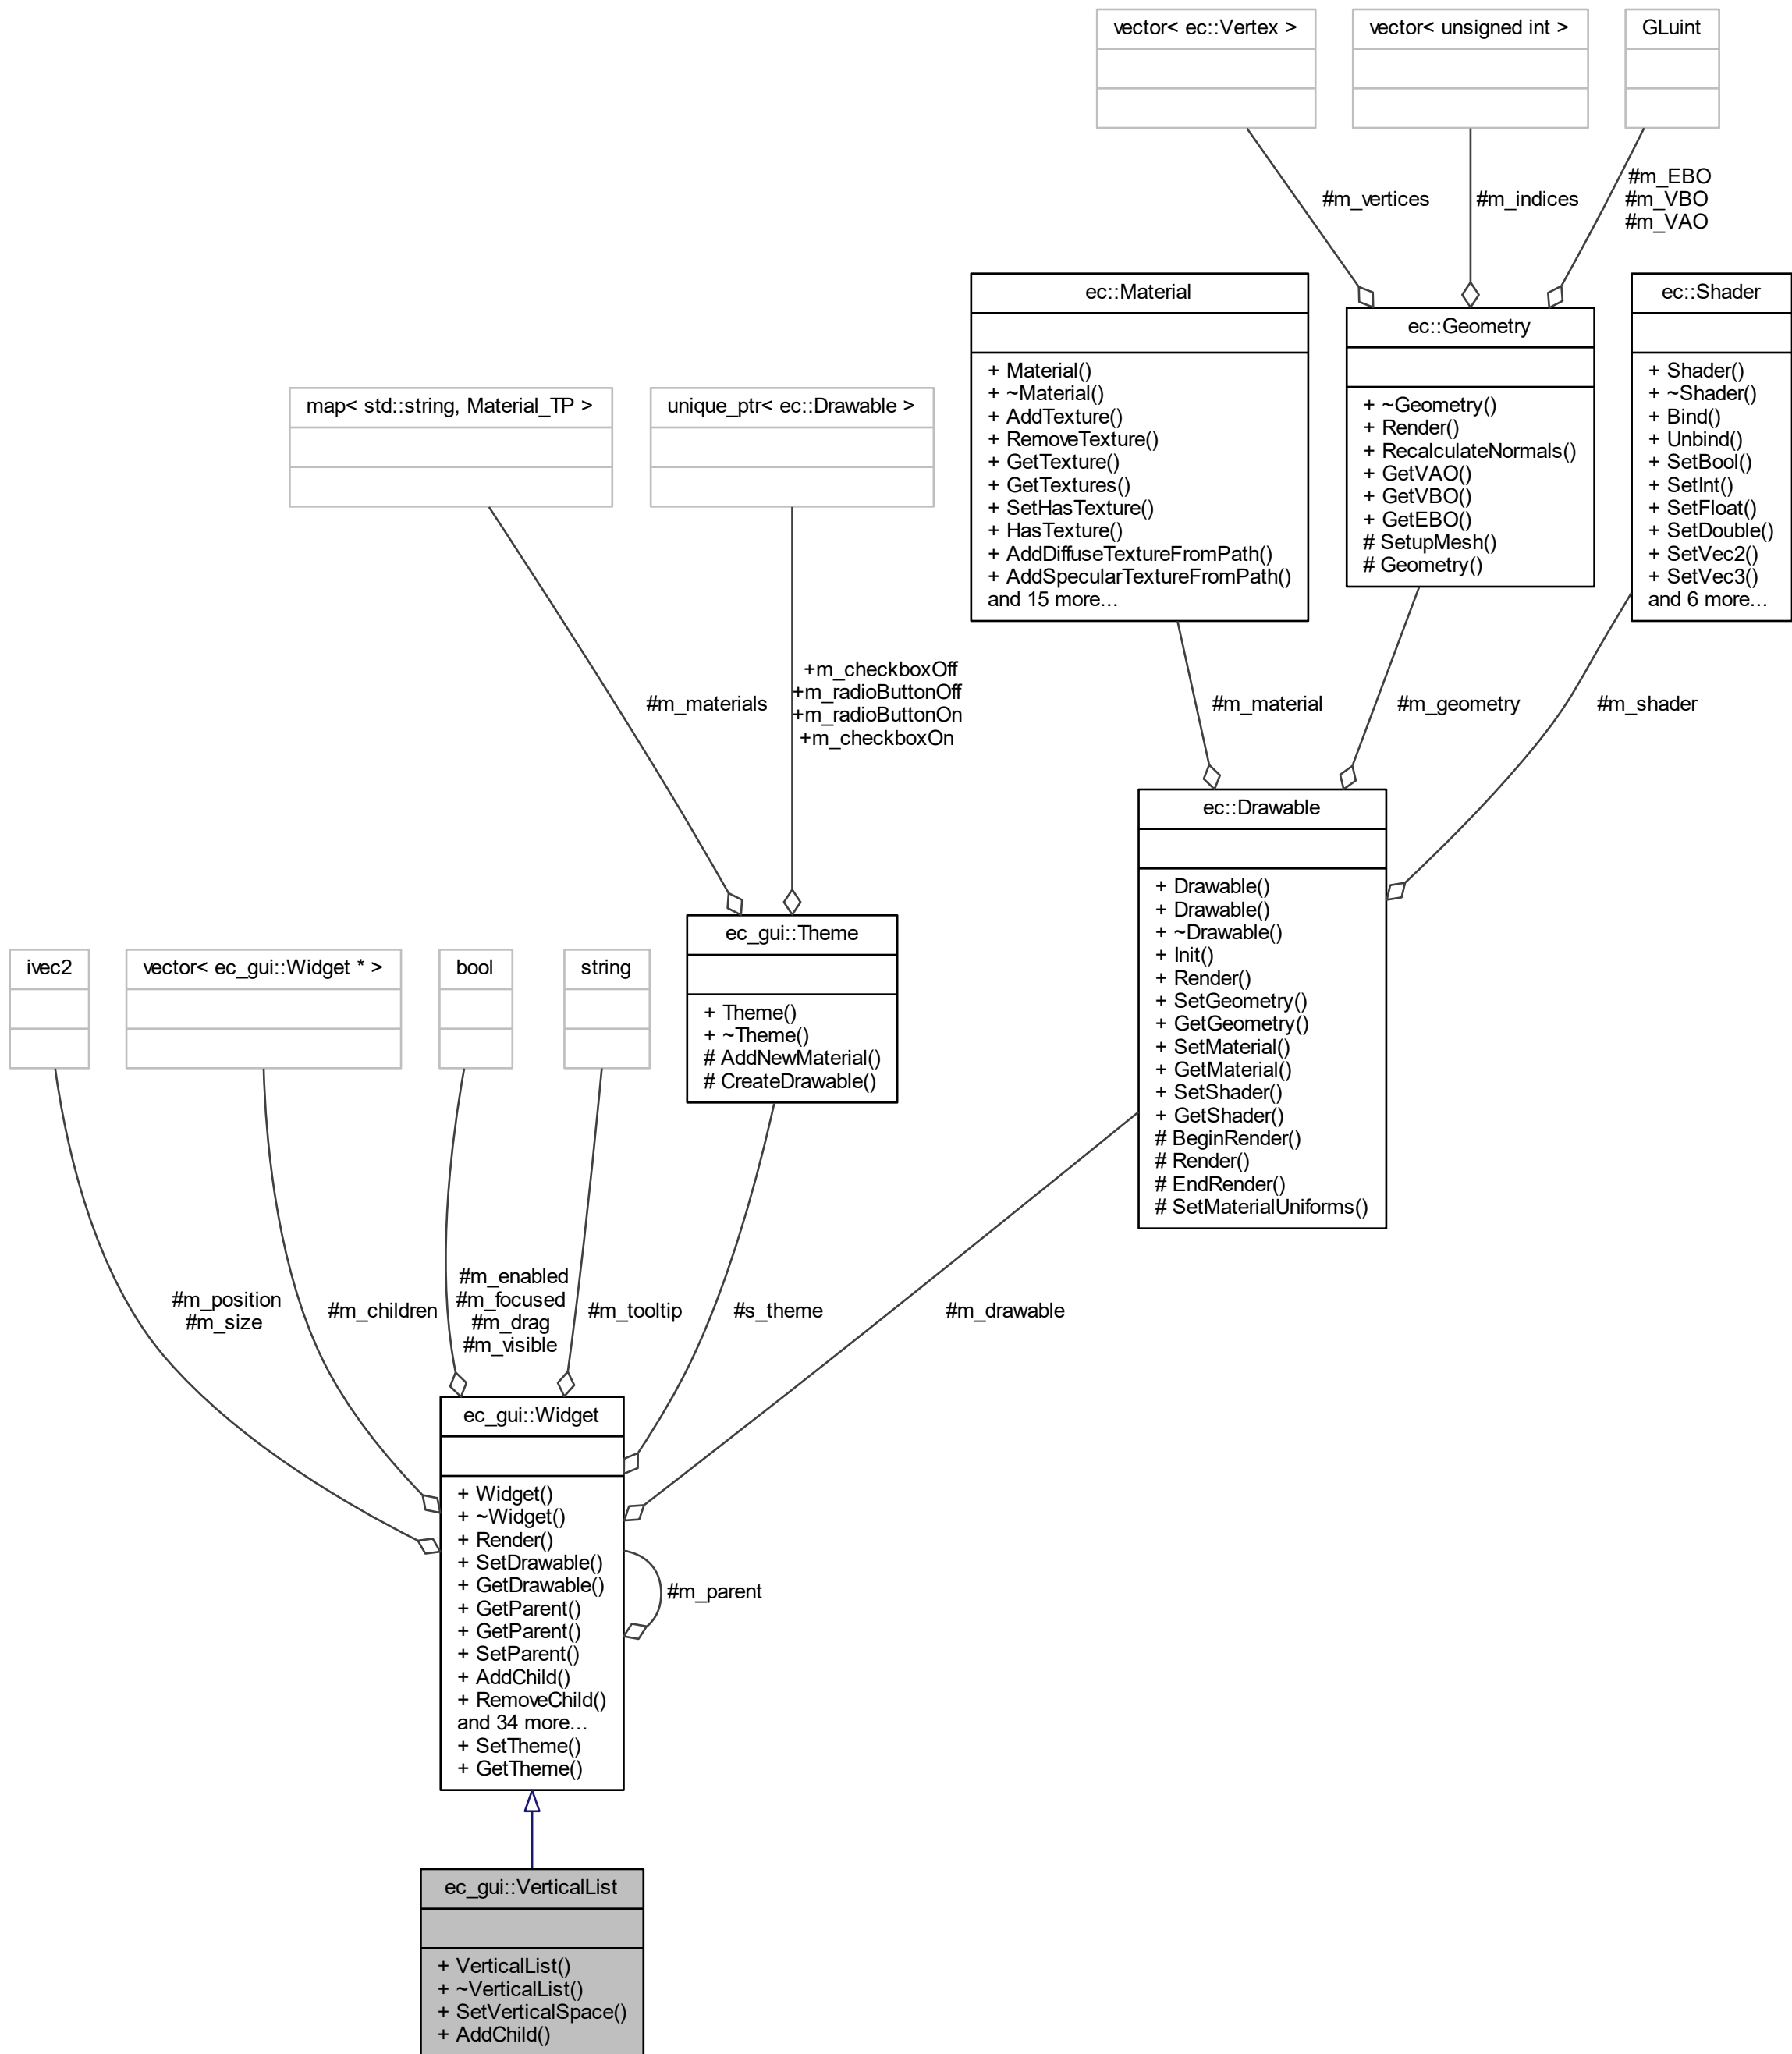 vector< ec::Vertex >
vector< unsigned int >
GLuint
#m_vertices
#m_indices
#m_EBO
#m_VBO
#m_VAO
ec::Material
+ Material()
+ ~Material()
+ AddTexture()
+ RemoveTexture()
+ GetTexture()
+ GetTextures()
+ SetHasTexture()
+ HasTexture()
+ AddDiffuseTextureFromPath()
+ AddSpecularTextureFromPath()
and 15 more...
ec::Geometry
+ ~Geometry()
+ Render()
+ RecalculateNormals()
+ GetVAO()
+ GetVBO()
+ GetEBO()
# SetupMesh()
# Geometry()
ec::Shader
+ Shader()
+ ~Shader()
+ Bind()
+ Unbind()
+ SetBool()
+ SetInt()
+ SetFloat()
+ SetDouble()
+ SetVec2()
+ SetVec3()
and 6 more...
map< std::string, Material_TP >
unique_ptr< ec::Drawable >
#m_materials
+m_checkboxOff
+m_radioButtonOff
+m_radioButtonOn
+m_checkboxOn
#m_material
#m_geometry
#m_shader
ec::Drawable
+ Drawable()
+ Drawable()
+ ~Drawable()
+ Init()
+ Render()
+ SetGeometry()
+ GetGeometry()
+ SetMaterial()
+ GetMaterial()
+ SetShader()
+ GetShader()
# BeginRender()
# Render()
# EndRender()
# SetMaterialUniforms()
ivec2
vector< ec_gui::Widget * >
bool
string
ec_gui::Theme
+ Theme()
+ ~Theme()
# AddNewMaterial()
# CreateDrawable()
#m_position
#m_size
#m_children
#m_enabled
#m_focused
#m_drag
#m_visible
#m_tooltip
#s_theme
#m_drawable
ec_gui::Widget
+ Widget()
+ ~Widget()
+ Render()
+ SetDrawable()
+ GetDrawable()
+ GetParent()
+ GetParent()
+ SetParent()
+ AddChild()
+ RemoveChild()
and 34 more...
+ SetTheme()
+ GetTheme()
#m_parent
ec_gui::VerticalList
+ VerticalList()
+ ~VerticalList()
+ SetVerticalSpace()
+ AddChild()